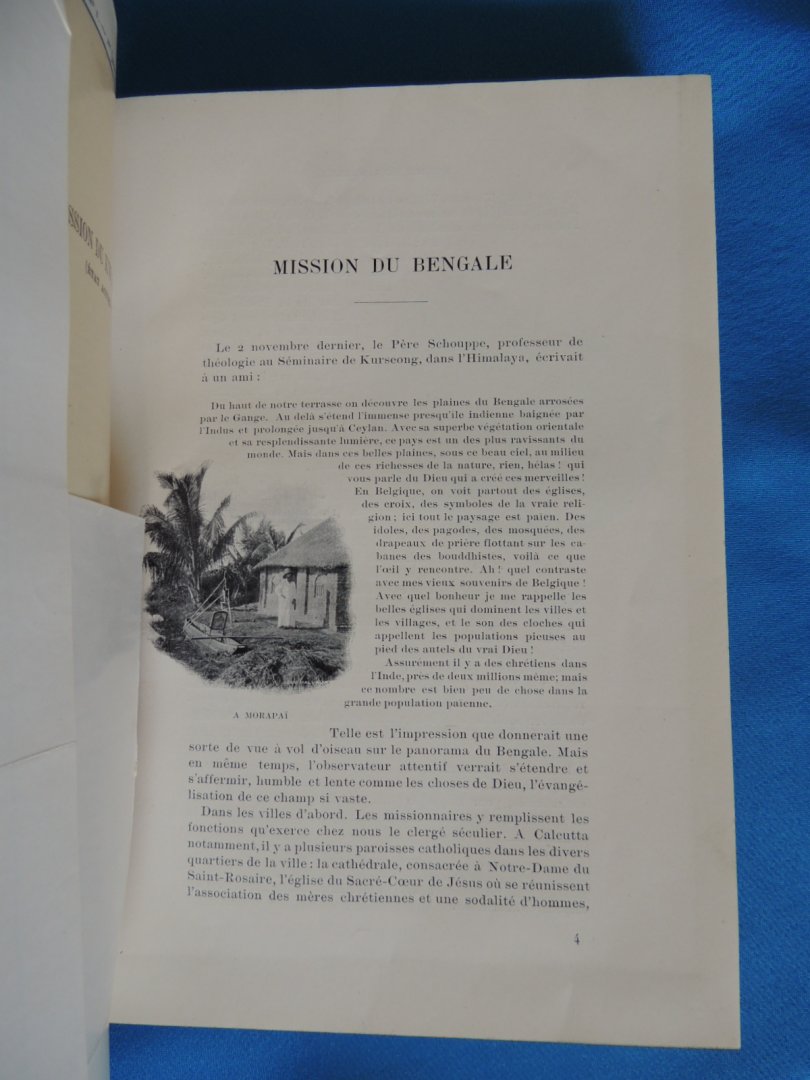 MISSION DU BENGALE
Le 2 novembre dernier, le Père Schouppe, professeur de
théologie au Séminaire de Kurseong, dans l'Himalaya, écrivait
à un ami :
Du haut de notre terrasse on découvre les plaines du Bengale arrosées
par le Gange. Au delà s'étend l'immense presqu'île indienne baignée par
l'Indus et prolongée jusqu'à Ceylan. Avec sa superbe végétation orientale
et sa resplendissante lumière, ce pays est un des plus ravissants du
monde. Mais dans ces belles plaines, sous ce beau ciel, au milieu
de ces richesses de la nature, rien, hélas ! qui
vous parle du Dieu qui a créé ces merveilles !
En Belgique, on voit partout des églises,
des croix, des symboles de la vraie reli-
gion ; ici tout le paysage est païen. Des
idoles, des pagodes, des mosquées, des
drapeaux de prière flottant sur les ca-
banes des bouddhistes, voilà ce que
l'œil y rencontre. Ah ! quel contraste
avec mes vieux souvenirs de Belgique !
Avec quel bonheur je me rappelle les
belles églises qui dominent les villes et
les villages, et le son des cloches qui
appellent les populations pieuses au
pied des autels du vrai Dieu !
Assurement il y a des chrétiens dans
l'Inde, près de deux millions même; mais
ce nombre est bien peu de chose dans la
grande population païenne.
A MORAPAÏ
Telle est l'impression que donnerait une
sorte de vue à vol d'oiseau sur le panorama du Bengale. Mais
en même temps, l'observateur attentif verrait s'étendre et
s'affermir, humble et lente comme les choses de Dieu, l'évangé-
lisation de ce champ si vaste.
Dans les villes d'abord. Les missionnaires y remplissent les
fonctions qu'exerce chez nous le clergé séculier. A Calcutta
notamment, il y a plusieurs paroisses catholiques dans les divers
quartiers de la ville : la cathédrale, consacrée à Notre-Dame du
Saint-Rosaire, l'église du Sacré-Cœur de Jésus où se réunissent
l'association des mères chrétiennes et une sodalité d'hommes,
4